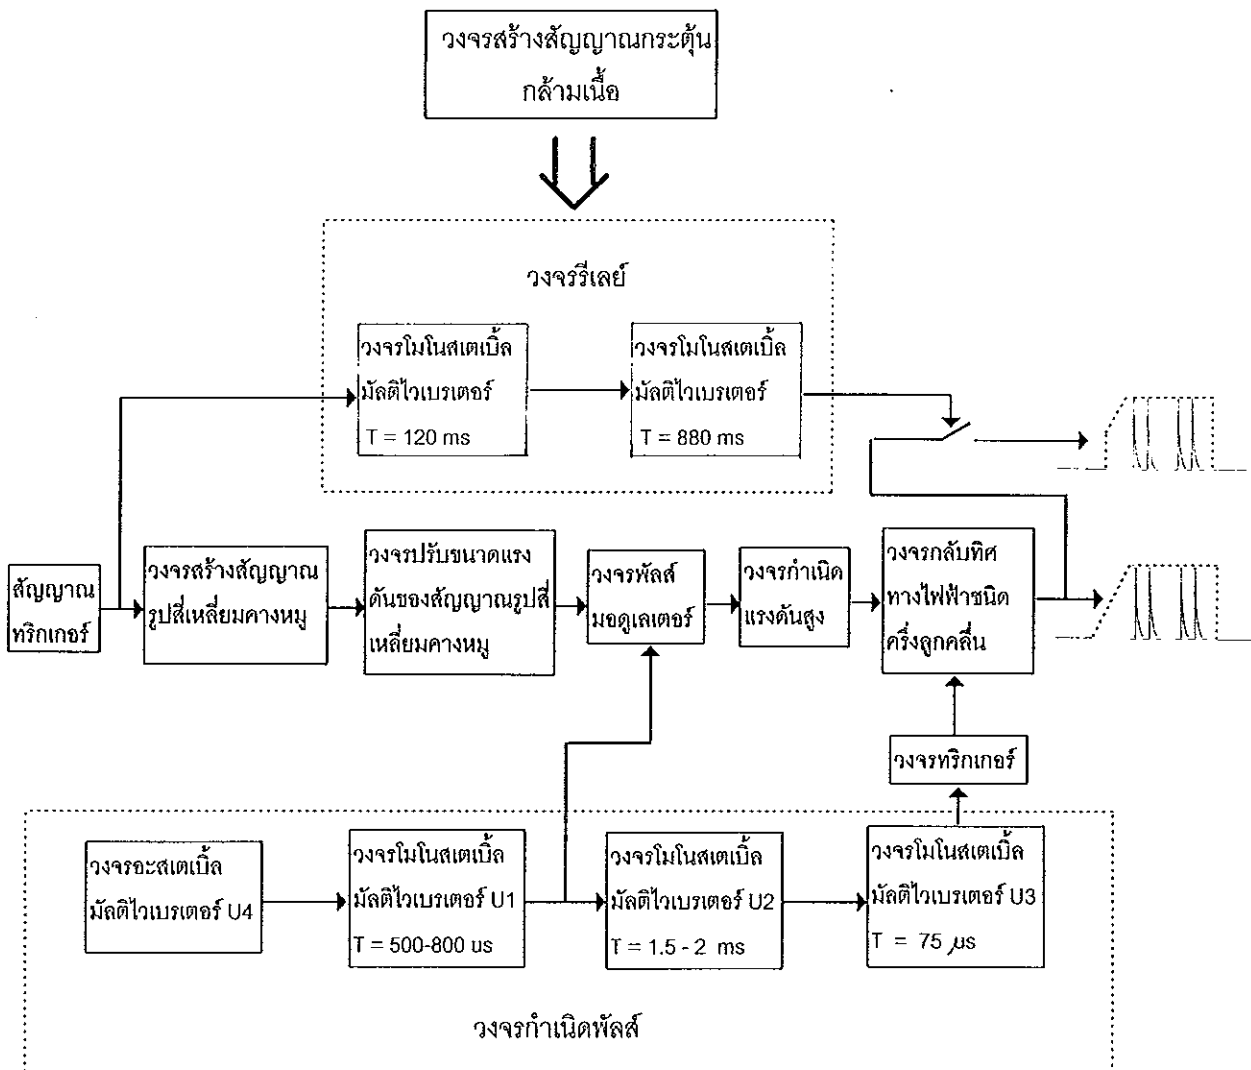 วงจรสร้างสัญญาณกระตุ้น
กล้ามเนื้อ
วงจรรีเลย์
วงจรโมโนสเตเบิ้ล
มัลติไวเบรเตอร์
T = 120 ms
วงจรโมโนสเตเบิ้ล
มัลติไวเบรเตอร์
T = 880 ms
สัญญาณ
ทริกเกอร์
วงจรสร้างสัญญาณ
รูปสี่เหลี่ยมคางหมู
วงจรปรับขนาดแรง
ดันของสัญญาณรูปสี่
เหลี่ยมคางหมู
วงจรพัลส์
มอดูเลเตอร์
วงจรกำเนิด
แรงดันสูง
วงจรกลับทิศ
ทางไฟฟ้าชนิด
ครึ่งลูกคลื่น
วงจรทริกเกอร์
วงจรอะสเตเบิ้ล
มัลติไวเบรเตอร์ U4
วงจรโมโนสเตเบิ้ล
มัลติไวเบรเตอร์ U1
T = 500-800 us
วงจรโมโนสเตเบิ้ล
มัลติไวเบรเตอร์ U2
T = 1.5 - 2 ms
วงจรโมโนสเตเบิ้ล
มัลติไวเบรเตอร์ U3
T = 75 µs
วงจรกำเนิดพัลส์